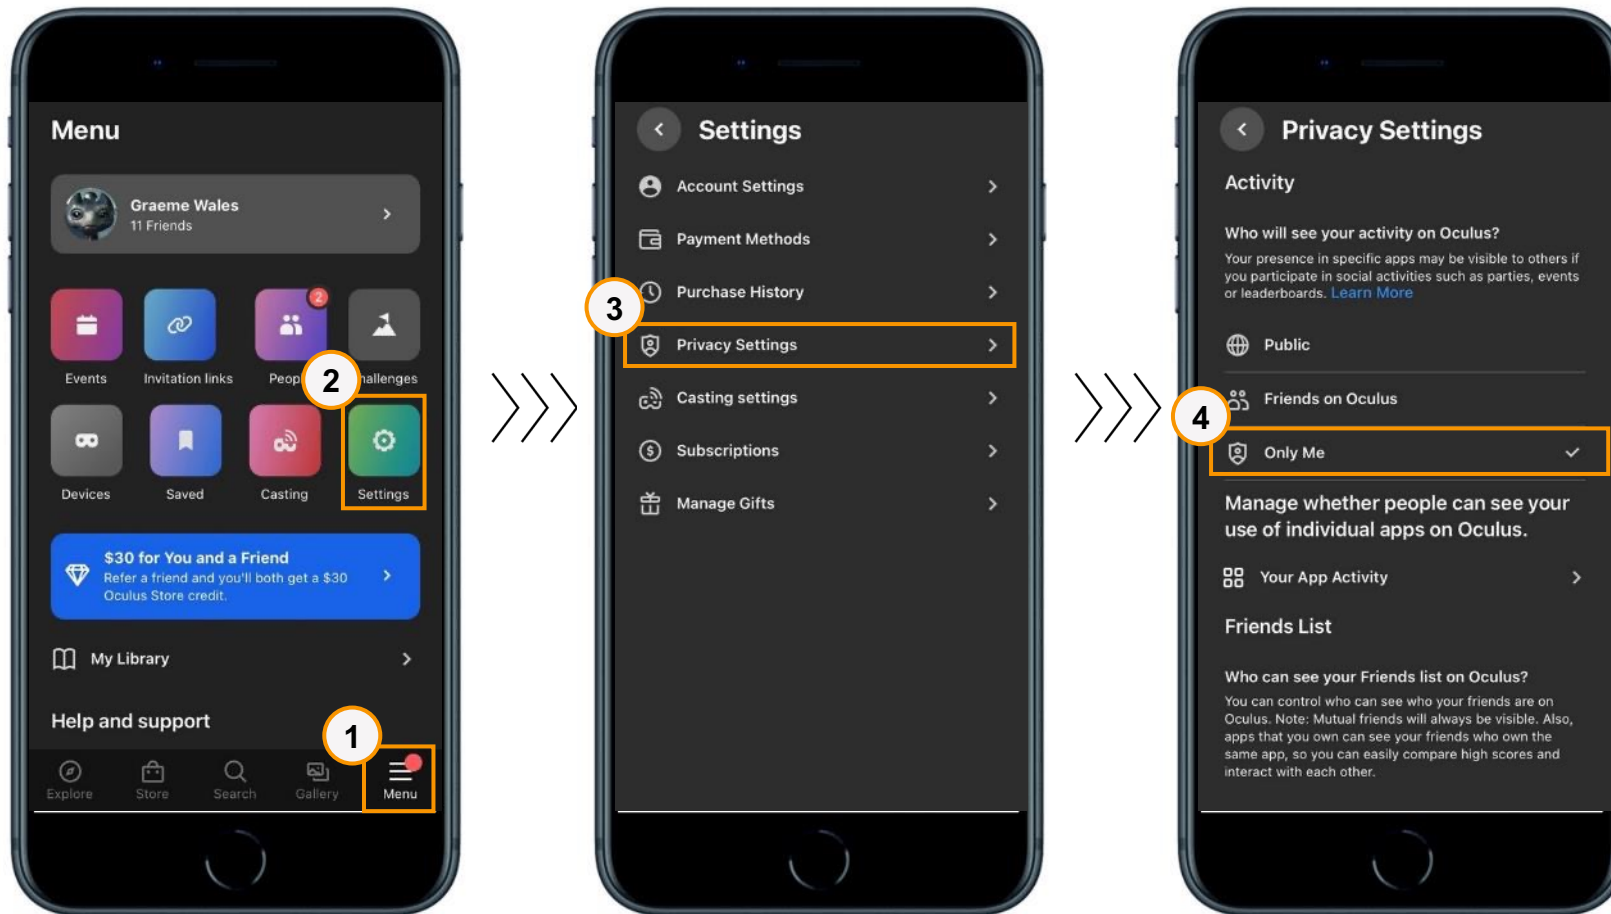 Menu
Graeme Wales
11 Friends
2
Events
Invitation links
Peop
hallenges
2
Devices
Saved
Casting
Settings
$30 for You and a Friend
Refer a friend and you'll both get a $30
Oculus Store credit.
My Library
Help and support
1
Explore
Store
Search
Gallery
Menu
Settings
Account Settings
Payment Methods
Purchase History
3
Privacy Settings
Casting settings
Subscriptions
Manage Gifts
Privacy Settings
Activity
Who will see your activity on Oculus?
Your presence in specific apps may be visible to others if
you participate in social activities such as parties, events
or leaderboards. Learn More
Public
Friends on Oculus
4
Only Me
Manage whether people can see your
use of individual apps on Oculus.
Your App Activity
Friends List
Who can see your Friends list on Oculus?
You can control who can see who your friends are on
Oculus. Note: Mutual friends will always be visible. Also,
apps that you own can see your friends who own the
same app, so you can easily compare high scores and
interact with each other.